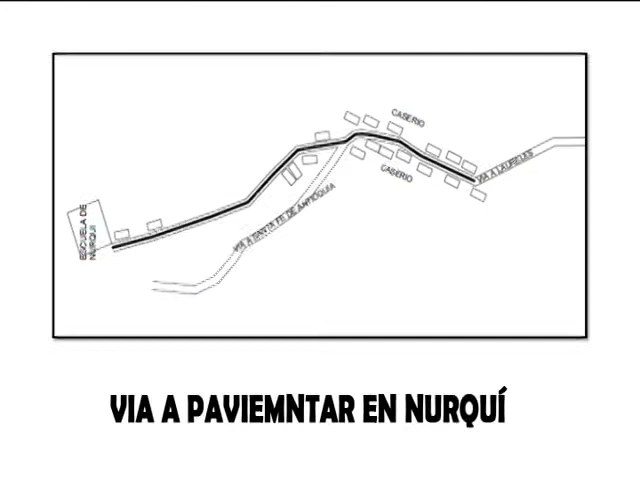 CASERIO
VIA A LAURELES
CASERIO
VIA A SANTA FE DE ANTIOQUIA
ESCUELA DE
NURQUI
VIA A PAVIEMNTAR EN NURQUÍ